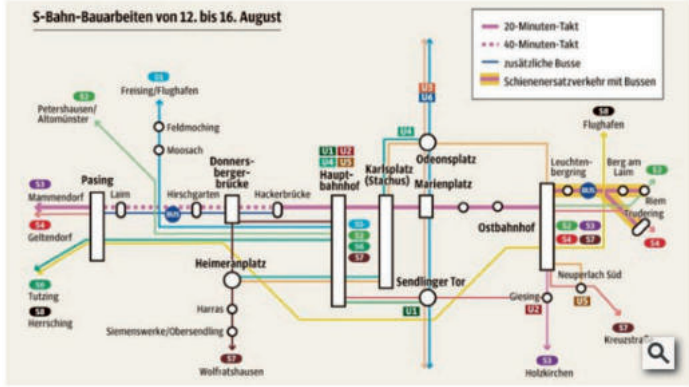 S-Bahn-Bauarbeiten von 12. bis 16. August
20-Minuten-Takt
40-Minuten-Takt
zusätzliche Busse
Schienenersatzverkehr mit Bussen
S2
Petershausen/
Altomünster
S1
Freising/Flughafen
Feldmoching
Moosach
U3
U6
S8
Flughafen
Pasing
S3
Mammendorf
S4
Geltendorf
Laim
BUS
Hirschgarten
Donners-
berger-
brücke
Hackerbrücke
U1 U2
U4 U5
Haupt-
bahnhof
Karlsplatz
(Stachus)
U4
Odeonsplatz
Marienplatz
Ostbahnhof
Leuchten-
bergring
BUS
Berg am
Laim
S2
Riem
Trudering
S4
S1
S2
S6
S7
S2 S3
S4 S7
S6
Tutzing
S8
Herrsching
Heimeranplatz
Harras
Siemenswerke/Obersendling
S7
Wolfratshausen
Sendlinger Tor
U1
Giesing
U2
Neuperlach Süd
U5
S7
Kreuzstraße
S3
Holzkirchen